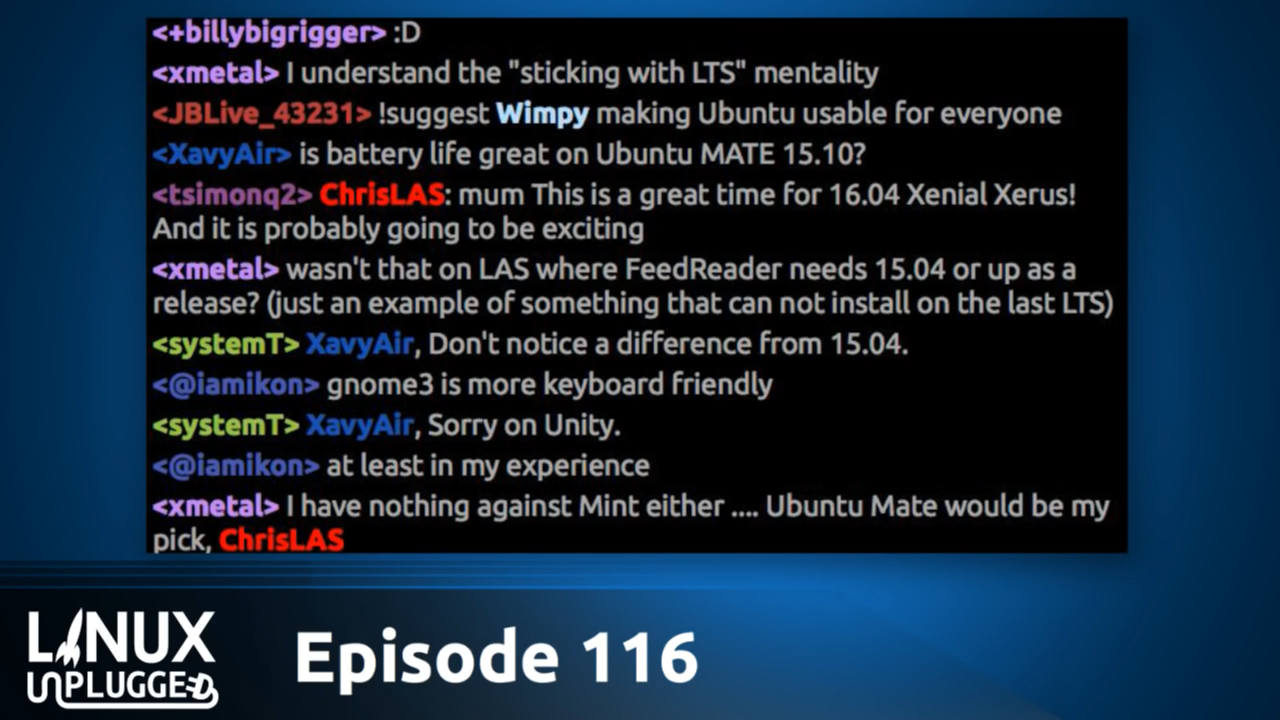 <+billybigrigger> :D
<xmetal> I understand the "sticking with LTS" mentality
<JBLive_43231> !suggest Wimpy making Ubuntu usable for everyone
<XavyAir> is battery life great on Ubuntu MATE 15.10?
<tsimonq2> ChrisLAS: mum This is a great time for 16.04 Xenial Xerus!
And it is probably going to be exciting
<xmetal> wasn't that on LAS where FeedReader needs 15.04 or up as a
release? (just an example of something that can not install on the last LTS)
<systemT> XavyAir, Don't notice a difference from 15.04.
<@iamikon> gnome3 is more keyboard friendly
<systemT> XavyAir, Sorry on Unity.
<@iamikon> at least in my experience
<xmetal> I have nothing against Mint either .... Ubuntu Mate would be my
pick, ChrisLAS
LINUX
UNPLUGGED
Episode 116